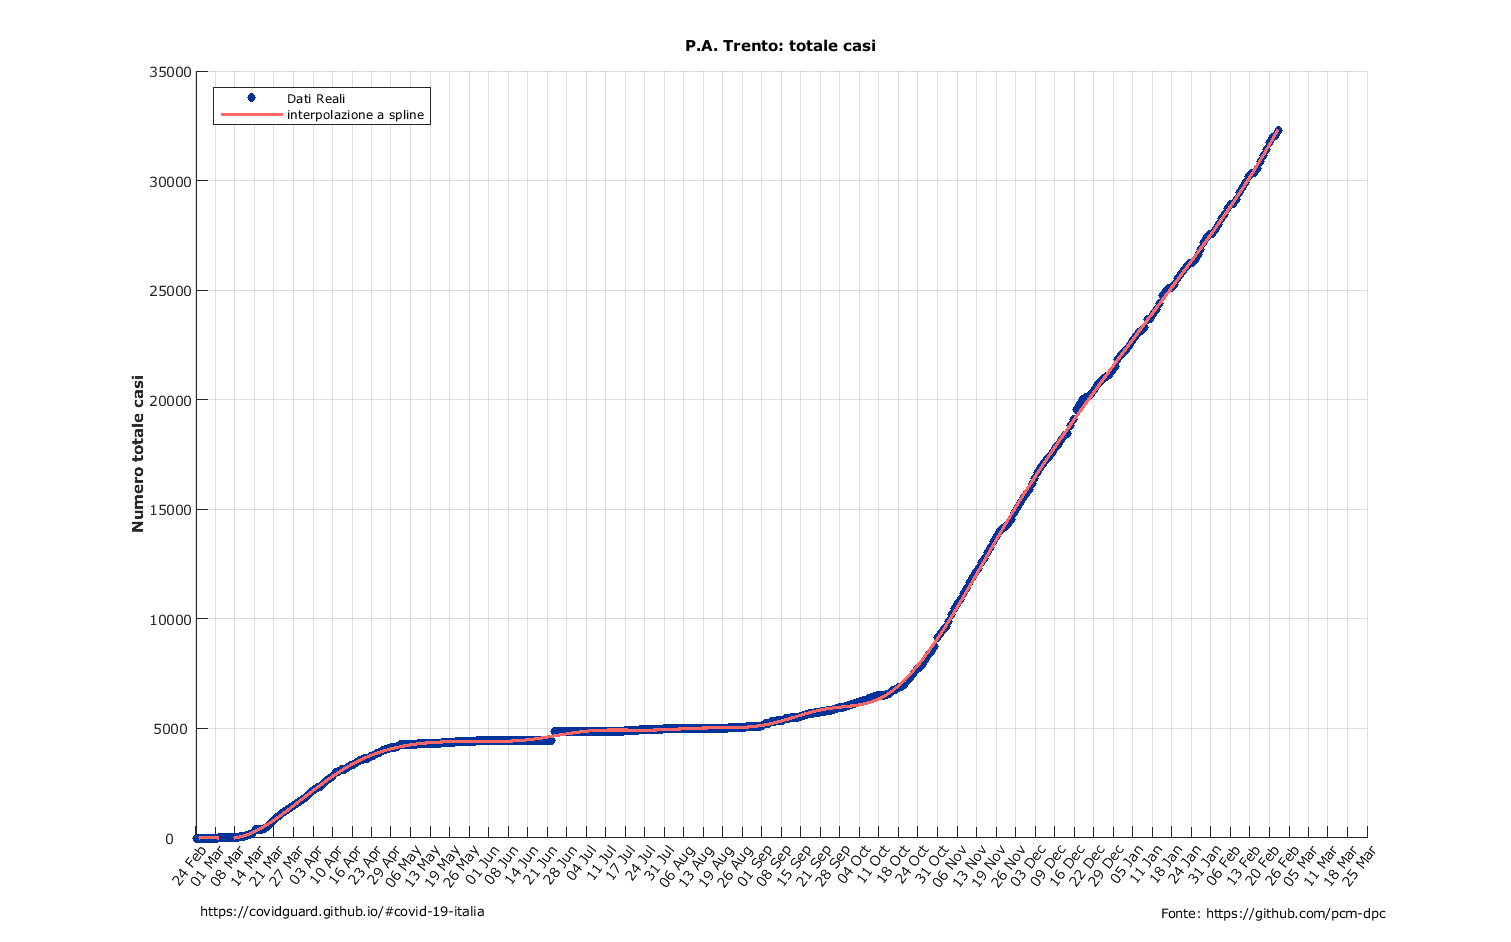 P.A. Trento: totale casi
35000
30000
25000
20000
15000
10000
5000
0
Dati Reali
interpolazione a spline
Numero totale casi
24 Feb
01 Mar
08 Mar
14 Mar
21 Mar
27 Mar
03 Apr
10 Apr
16 Apr
23 Apr
29 Apr
06 May
13 May
19 May
26 May
01 Jun
08 Jun
14 Jun
21 Jun
28 Jun
04 Jul
11 Jul
17 Jul
24 Jul
31 Jul
06 Aug
13 Aug
19 Aug
26 Aug
01 Sep
08 Sep
15 Sep
21 Sep
28 Sep
04 Oct
11 Oct
18 Oct
24 Oct
31 Oct
06 Nov
13 Nov
19 Nov
26 Nov
03 Dec
09 Dec
16 Dec
22 Dec
29 Dec
05 Jan
11 Jan
18 Jan
24 Jan
31 Jan
06 Feb
13 Feb
20 Feb
26 Feb
05 Mar
11 Mar
18 Mar
25 Mar
https://covidguard.github.io/#covid-19-italia
Fonte: https://github.com/pcm-dpc